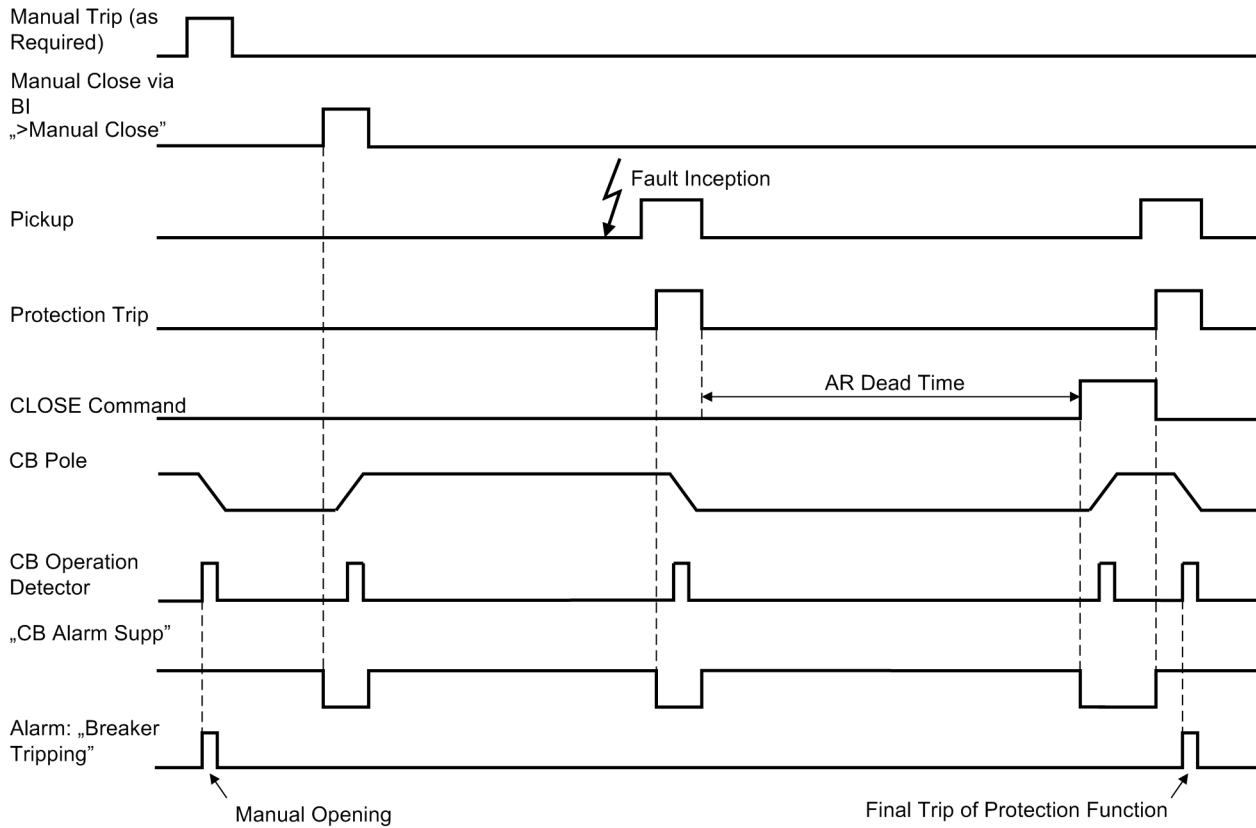 Manual Trip (as
Required)
Manual Close via
BI
„>Manual Close”
Fault Inception
Pickup
Protection Trip
AR Dead Time
CLOSE Command
CB Pole
CB Operation
Detector
„CB Alarm Supp”
Alarm: „Breaker
Tripping”
Manual Opening
Final Trip of Protection Function